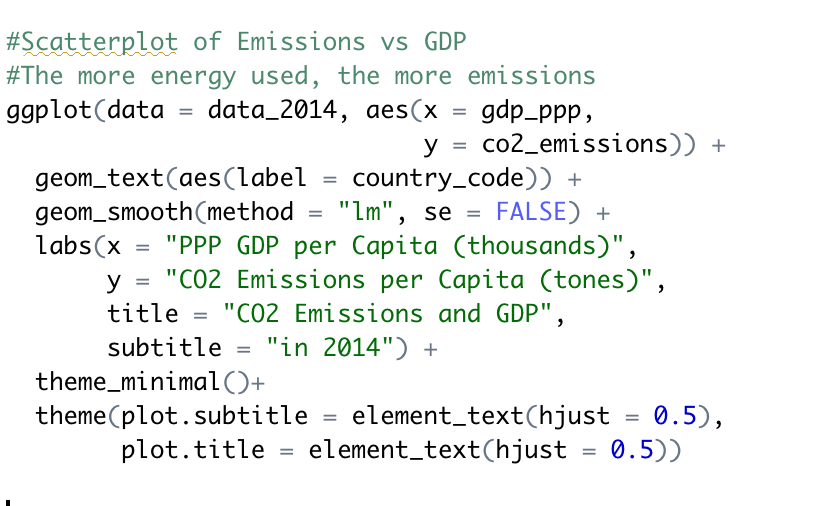 #Scatterplot of Emissions vs GDP
#The more energy used, the more emissions
ggplot(data = data_2014, aes(x = gdp_ppp,
                             y = co2_emissions)) +
  geom_text(aes(label = country_code)) +
  geom_smooth(method = "lm", se = FALSE) +
  labs(x = "PPP GDP per Capita (thousands)",
       y = "CO2 Emissions per Capita (tones)",
       title = "CO2 Emissions and GDP",
       subtitle = "in 2014") +
  theme_minimal()+
  theme(plot.subtitle = element_text(hjust = 0.5),
        plot.title = element_text(hjust = 0.5))